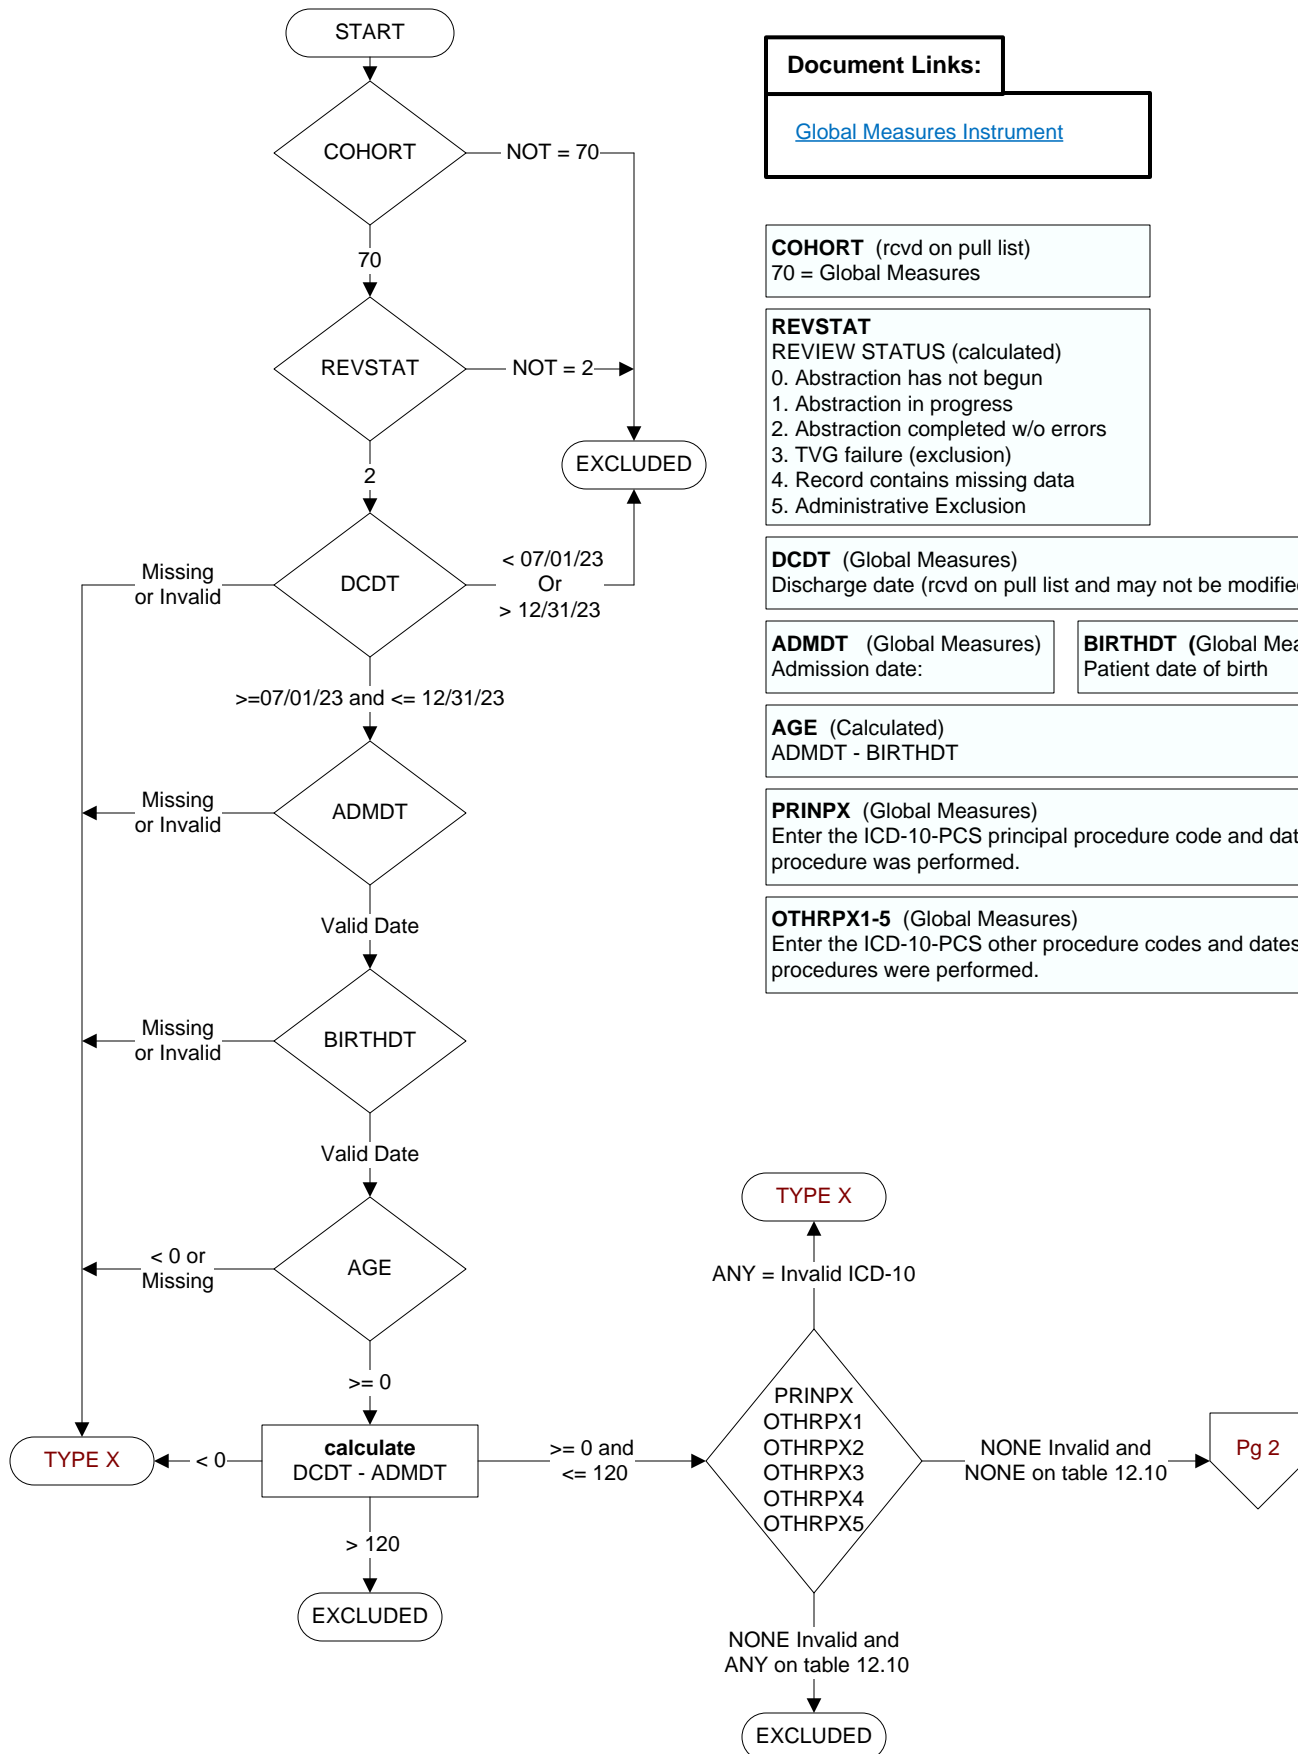 START
COHORT
NOT = 70
70
REVSTAT
NOT = 2
EXCLUDED
2
DCDT
Missing
or Invalid
< 07/01/23
Or
> 12/31/23
>=07/01/23 and <= 12/31/23
ADMDT
Missing
or Invalid
Valid Date
BIRTHDT
Missing
or Invalid
Valid Date
AGE
< 0 or
Missing
>= 0
calculate
DCDT - ADMDT
< 0
TYPE X
> 120
EXCLUDED
>= 0 and
<= 120
PRINPX
OTHRPX1
OTHRPX2
OTHRPX3
OTHRPX4
OTHRPX5
ANY = Invalid ICD-10
TYPE X
NONE Invalid and
NONE on table 12.10
Pg 2
NONE Invalid and
ANY on table 12.10
EXCLUDED
Document Links:
Global Measures Instrument
COHORT (rcvd on pull list)
70 = Global Measures
REVSTAT
REVIEW STATUS (calculated)
0. Abstraction has not begun
1. Abstraction in progress
2. Abstraction completed w/o errors
3. TVG failure (exclusion)
4. Record contains missing data
5. Administrative Exclusion
DCDT (Global Measures)
Discharge date (rcvd on pull list and may not be modified
ADMDT (Global Measures)
Admission date:
BIRTHDT (Global Mea
Patient date of birth
AGE (Calculated)
ADMDT - BIRTHDT
PRINPX (Global Measures)
Enter the ICD-10-PCS principal procedure code and dat
procedure was performed.
OTHRPX1-5 (Global Measures)
Enter the ICD-10-PCS other procedure codes and dates
procedures were performed.